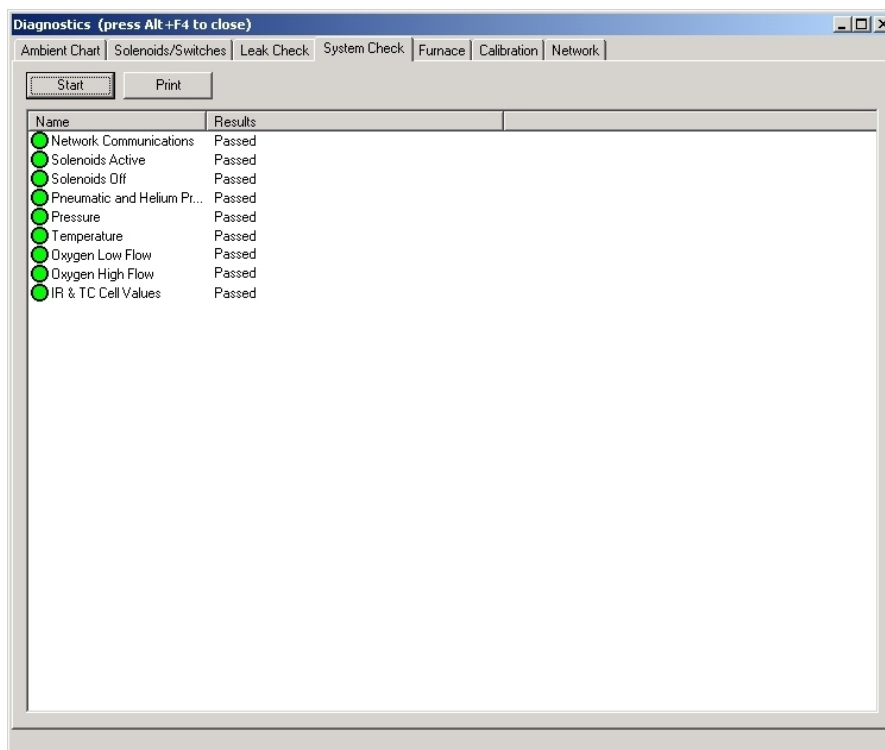 Diagnostics (press Alt+F4 to close)
Ambient Chart Solenoids/Switches Leak Check System Check Furnace Calibration Network
Start Print
Name Results
Network Communications Passed
Solenoids Active Passed
Solenoids Off Passed
Pneumatic and Helium Pr... Passed
Pressure Passed
Temperature Passed
Oxygen Low Flow Passed
Oxygen High Flow Passed
IR & TC Cell Values Passed